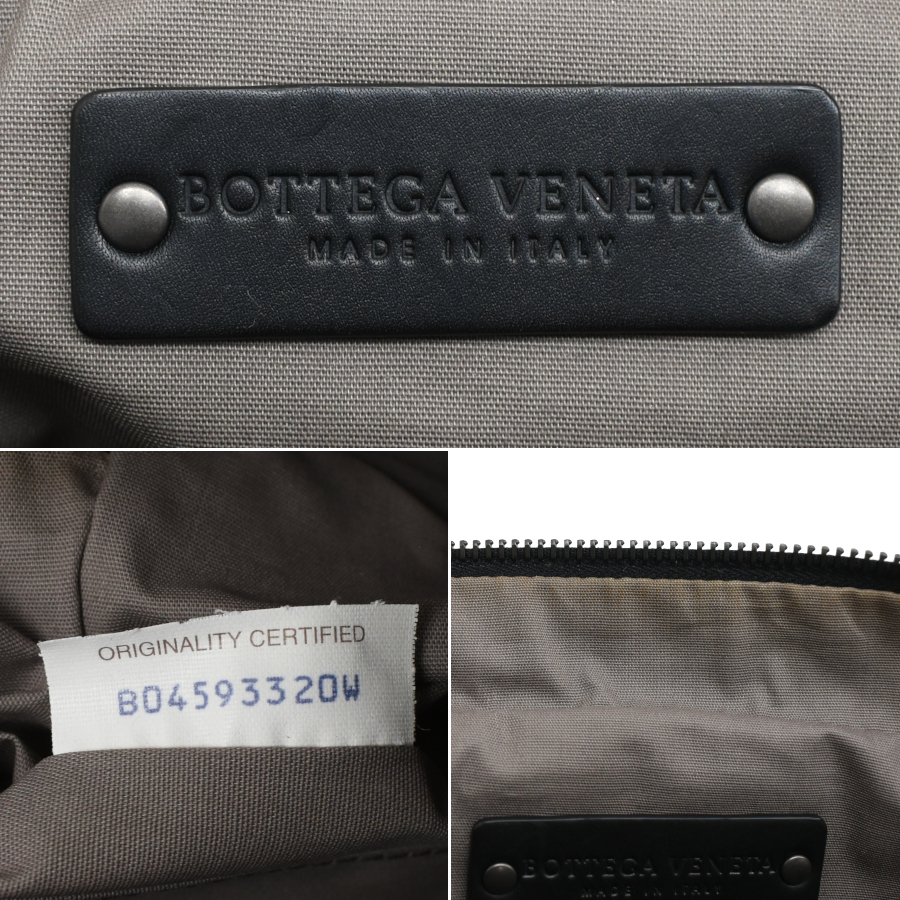 BOTTEGA VENETA
MADE IN ITALY
ORIGINALITY CERTIFIED
B04593320W
BOTTEGA VENETA
MADE IN ITALY